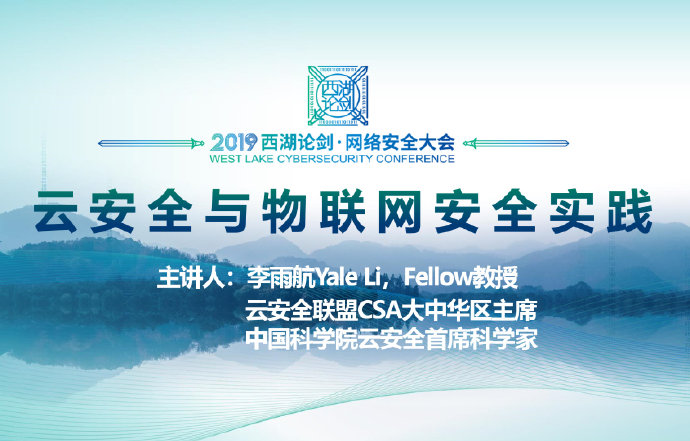 西湖
论剑
2019 西湖论剑·网络安全大会
WEST LAKE CYBERSECURITY CONFERENCE
云安全与物联网安全实践
主讲人：李雨航Yale Li，Fellow教授
云安全联盟CSA大中华区主席
中国科学院云安全首席科学家